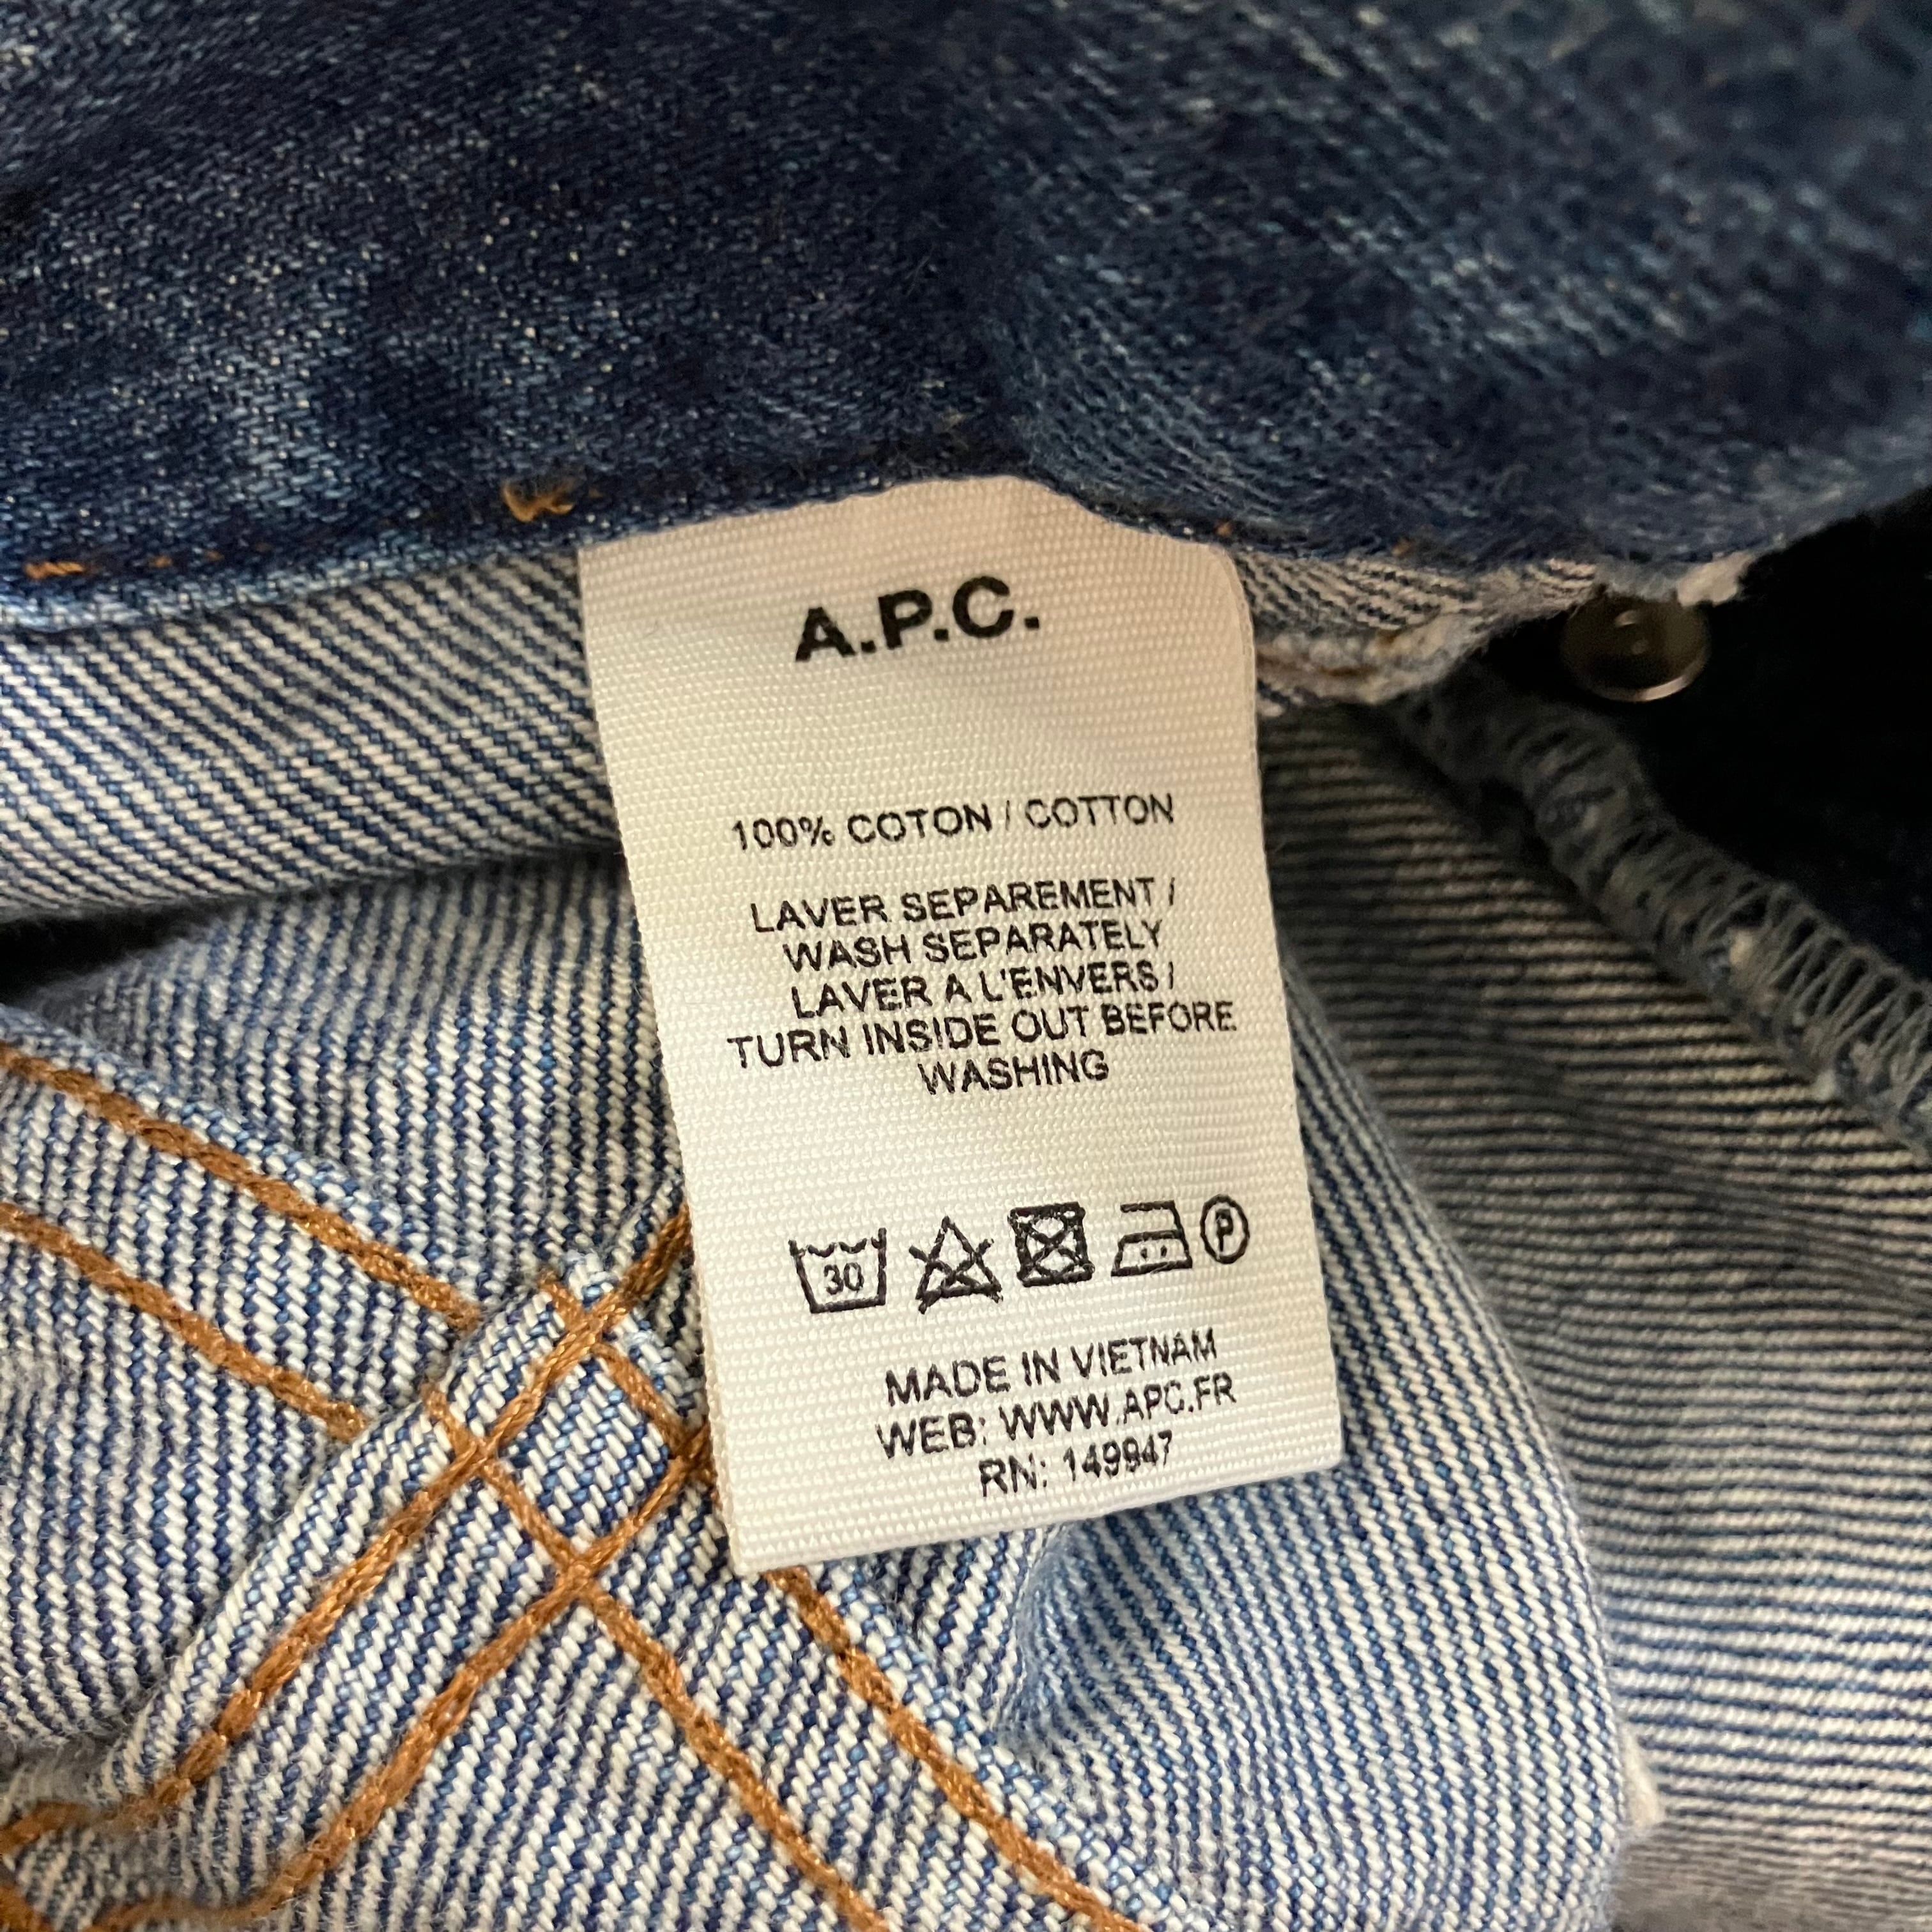 A.P.C.
100% COTON / COTTON
LAVER SEPAREMENT /
WASH SEPARATELY
LAVER A L'ENVERS /
TURN INSIDE OUT BEFORE
WASHING
30
P
MADE IN VIETNAM
WEB: WWW.APC.FR
RN: 149947